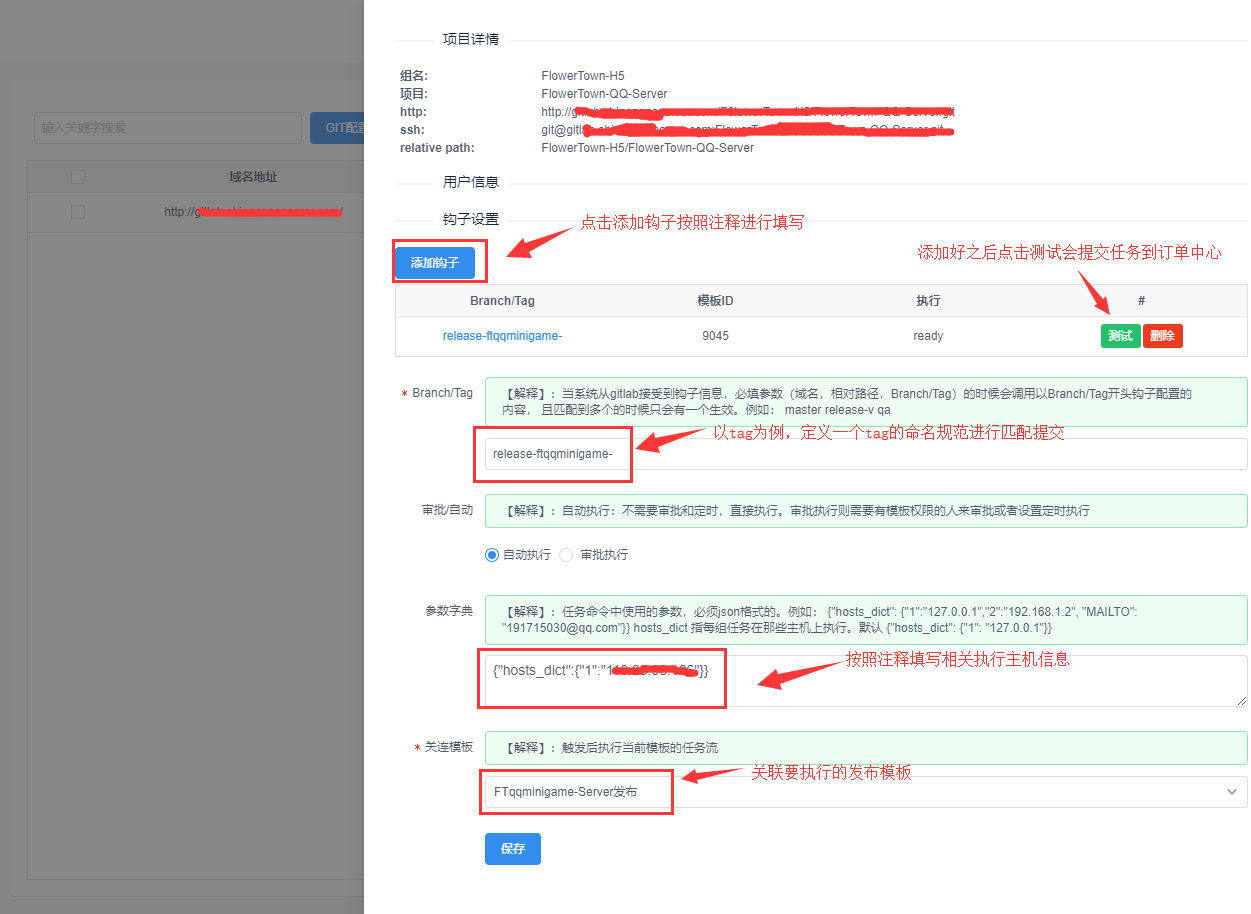 项目详情
组名: FlowerTown-H5
项目: FlowerTown-QQ-Server
http: http://
ssh: git@gitl
relative path: FlowerTown-H5/FlowerTown-QQ-Server
输入关键字搜索
GIT配置
域名地址
http://g
用户信息
钩子设置
点击添加钩子按照注释进行填写
添加好之后点击测试会提交任务到订单中心
添加钩子
Branch/Tag 模板ID 执行 #
release-ftqqminigame- 9045 ready 测试 删除
* Branch/Tag
【解释】：当系统从gitlab接受到钩子信息，必填参数（域名，相对路径，Branch/Tag）的时候会调用以Branch/Tag开头钩子配置的
内容， 且匹配到多个的时候只会有一个生效。例如： master release-v qa
以tag为例，定义一个tag的命名规范进行匹配提交
release-ftqqminigame-
审批/自动
【解释】：自动执行：不需要审批和定时，直接执行。审批执行则需要有模板权限的人来审批或者设置定时执行
自动执行 审批执行
参数字典
【解释】：任务命令中使用的参数，必须json格式的。例如： {"hosts_dict": {"1":"127.0.0.1","2":"192.168.1.2", "MAILTO":
"191715030@qq.com"}} hosts_dict 指每组任务在那些主机上执行。默认 {"hosts_dict": {"1": "127.0.0.1"}}
按照注释填写相关执行主机信息
{"hosts_dict":{"1":"1 "}}
* 关连模板
【解释】：触发后执行当前模板的任务流
关联要执行的发布模板
FTqqminigame-Server发布
保存